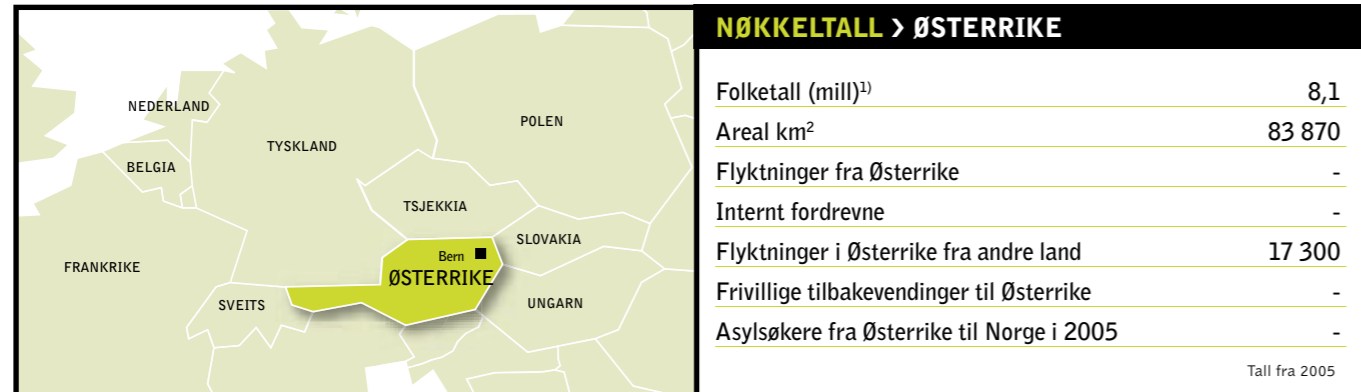 NEDERLAND
POLEN
TYSKLAND
BELGIA
TSJEKKIA
SLOVAKIA
Bern
FRANKRIKE
ØSTERRIKE
SVEITS
UNGARN
NØKKELTALL > ØSTERRIKE
Folketall (mill)1) 8,1
Areal km2 83 870
Flyktninger fra Østerrike -
Internt fordrevne -
Flyktninger i Østerrike fra andre land 17 300
Frivillige tilbakevendinger til Østerrike -
Asylsøkere fra Østerrike til Norge i 2005 -
Tall fra 2005